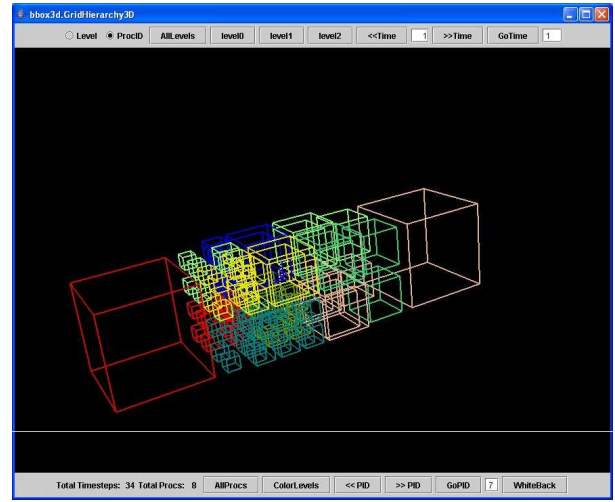 bbox3d.GridHierarchy3D
Level ProcID AllLevels level0 level1 level2 <<Time 1 >>Time GoTime 1
Total Timesteps: 34 Total Procs: 8 AllProcs ColorLevels << PID >> PID GoPID 7 WhiteBack